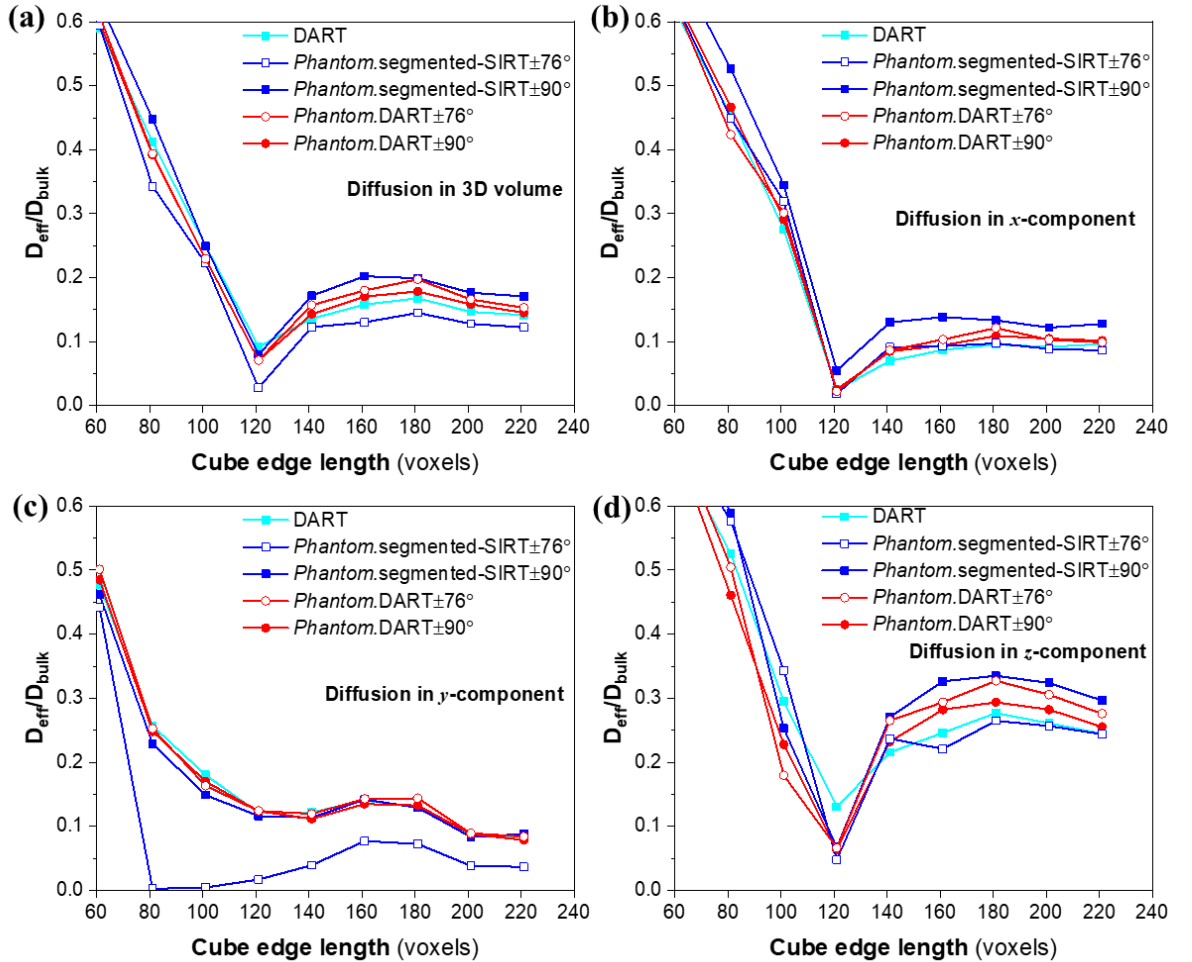 (a)
0.6
0.5
0.4
0.3
0.2
0.1
0.0
D_eff/D_bulk
DART
Phantom.segmented-SIRT±76°
Phantom.segmented-SIRT±90°
Phantom.DART±76°
Phantom.DART±90°
Diffusion in 3D volume
60 80 100 120 140 160 180 200 220 240
Cube edge length (voxels)
(b)
0.6
0.5
0.4
0.3
0.2
0.1
0.0
D_eff/D_bulk
DART
Phantom.segmented-SIRT±76°
Phantom.segmented-SIRT±90°
Phantom.DART±76°
Phantom.DART±90°
Diffusion in x-component
60 80 100 120 140 160 180 200 220 240
Cube edge length (voxels)
(c)
0.6
0.5
0.4
0.3
0.2
0.1
0.0
D_eff/D_bulk
DART
Phantom.segmented-SIRT±76°
Phantom.segmented-SIRT±90°
Phantom.DART±76°
Phantom.DART±90°
Diffusion in y-component
60 80 100 120 140 160 180 200 220 240
Cube edge length (voxels)
(d)
0.6
0.5
0.4
0.3
0.2
0.1
0.0
D_eff/D_bulk
DART
Phantom.segmented-SIRT±76°
Phantom.segmented-SIRT±90°
Phantom.DART±76°
Phantom.DART±90°
Diffusion in z-component
60 80 100 120 140 160 180 200 220 240
Cube edge length (voxels)